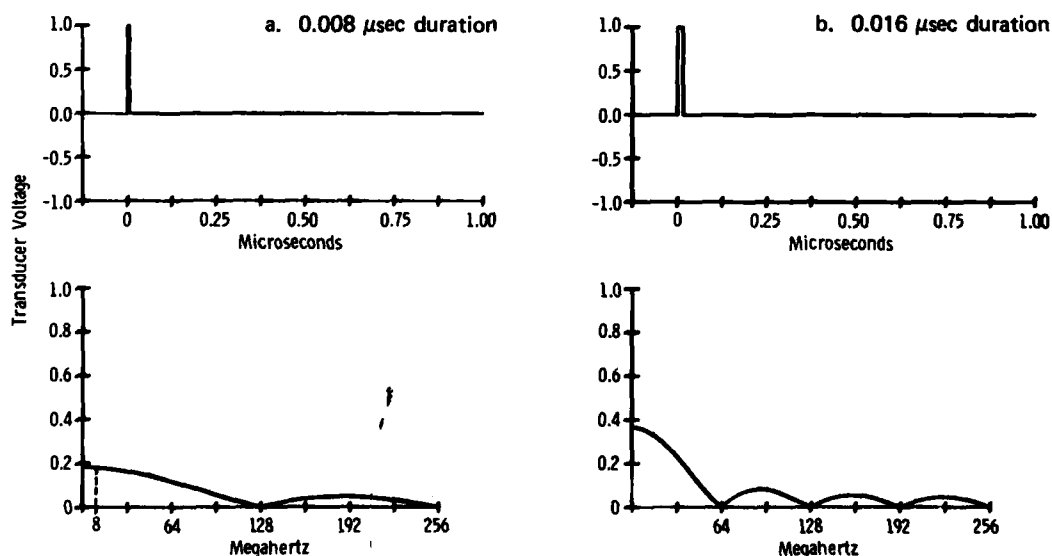 a. 0.008 μsec duration
1.0
0.5
0.0
-0.5
-1.0
0 0.25 0.50 0.75 1.00
Microseconds
b. 0.016 μsec duration
1.0
0.5
0.0
-0.5
-1.0
0 0.25 0.50 0.75 1.00
Microseconds
Transducer Voltage
1.0
0.8
0.6
0.4
0.2
0
8 64 128 192 256
Megahertz
1.0
0.8
0.6
0.4
0.2
0
64 128 192 256
Megahertz